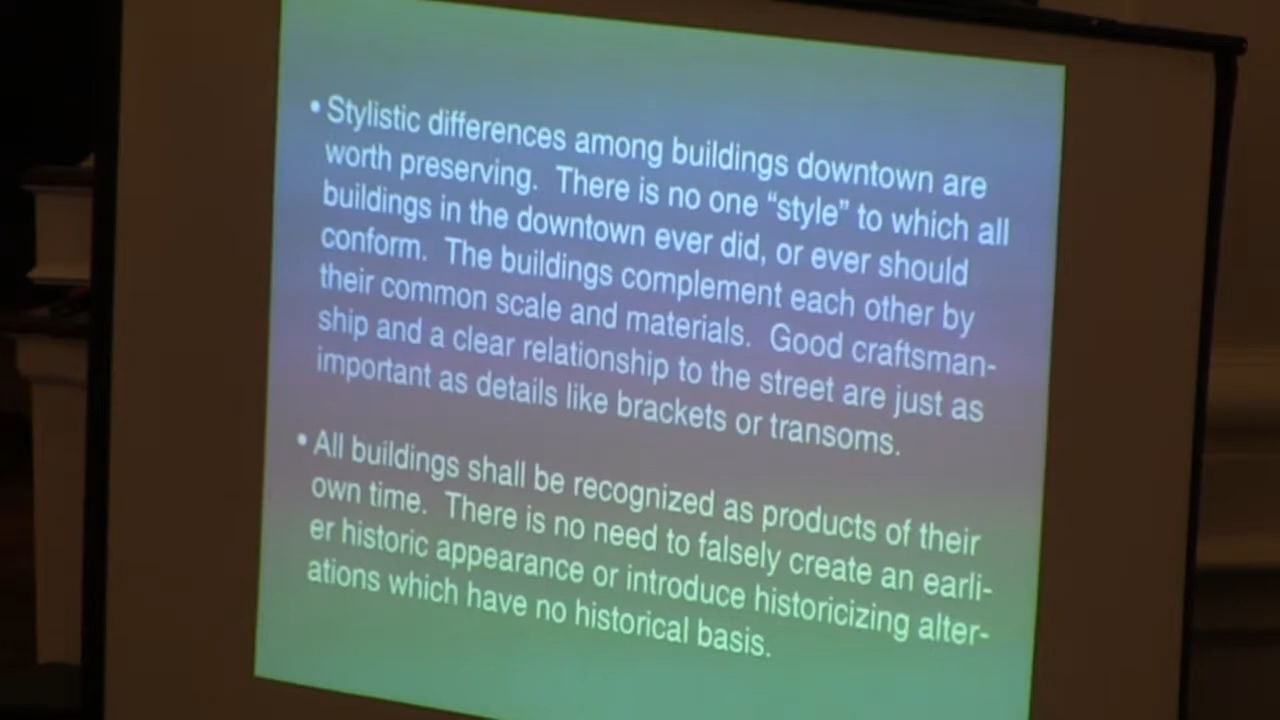 • Stylistic differences among buildings downtown are
worth preserving. There is no one “style” to which all
buildings in the downtown ever did, or ever should
conform. The buildings complement each other by
their common scale and materials. Good craftsman-
ship and a clear relationship to the street are just as
important as details like brackets or transoms.
• All buildings shall be recognized as products of their
own time. There is no need to falsely create an earli-
er historic appearance or introduce historicizing alter-
ations which have no historical basis.